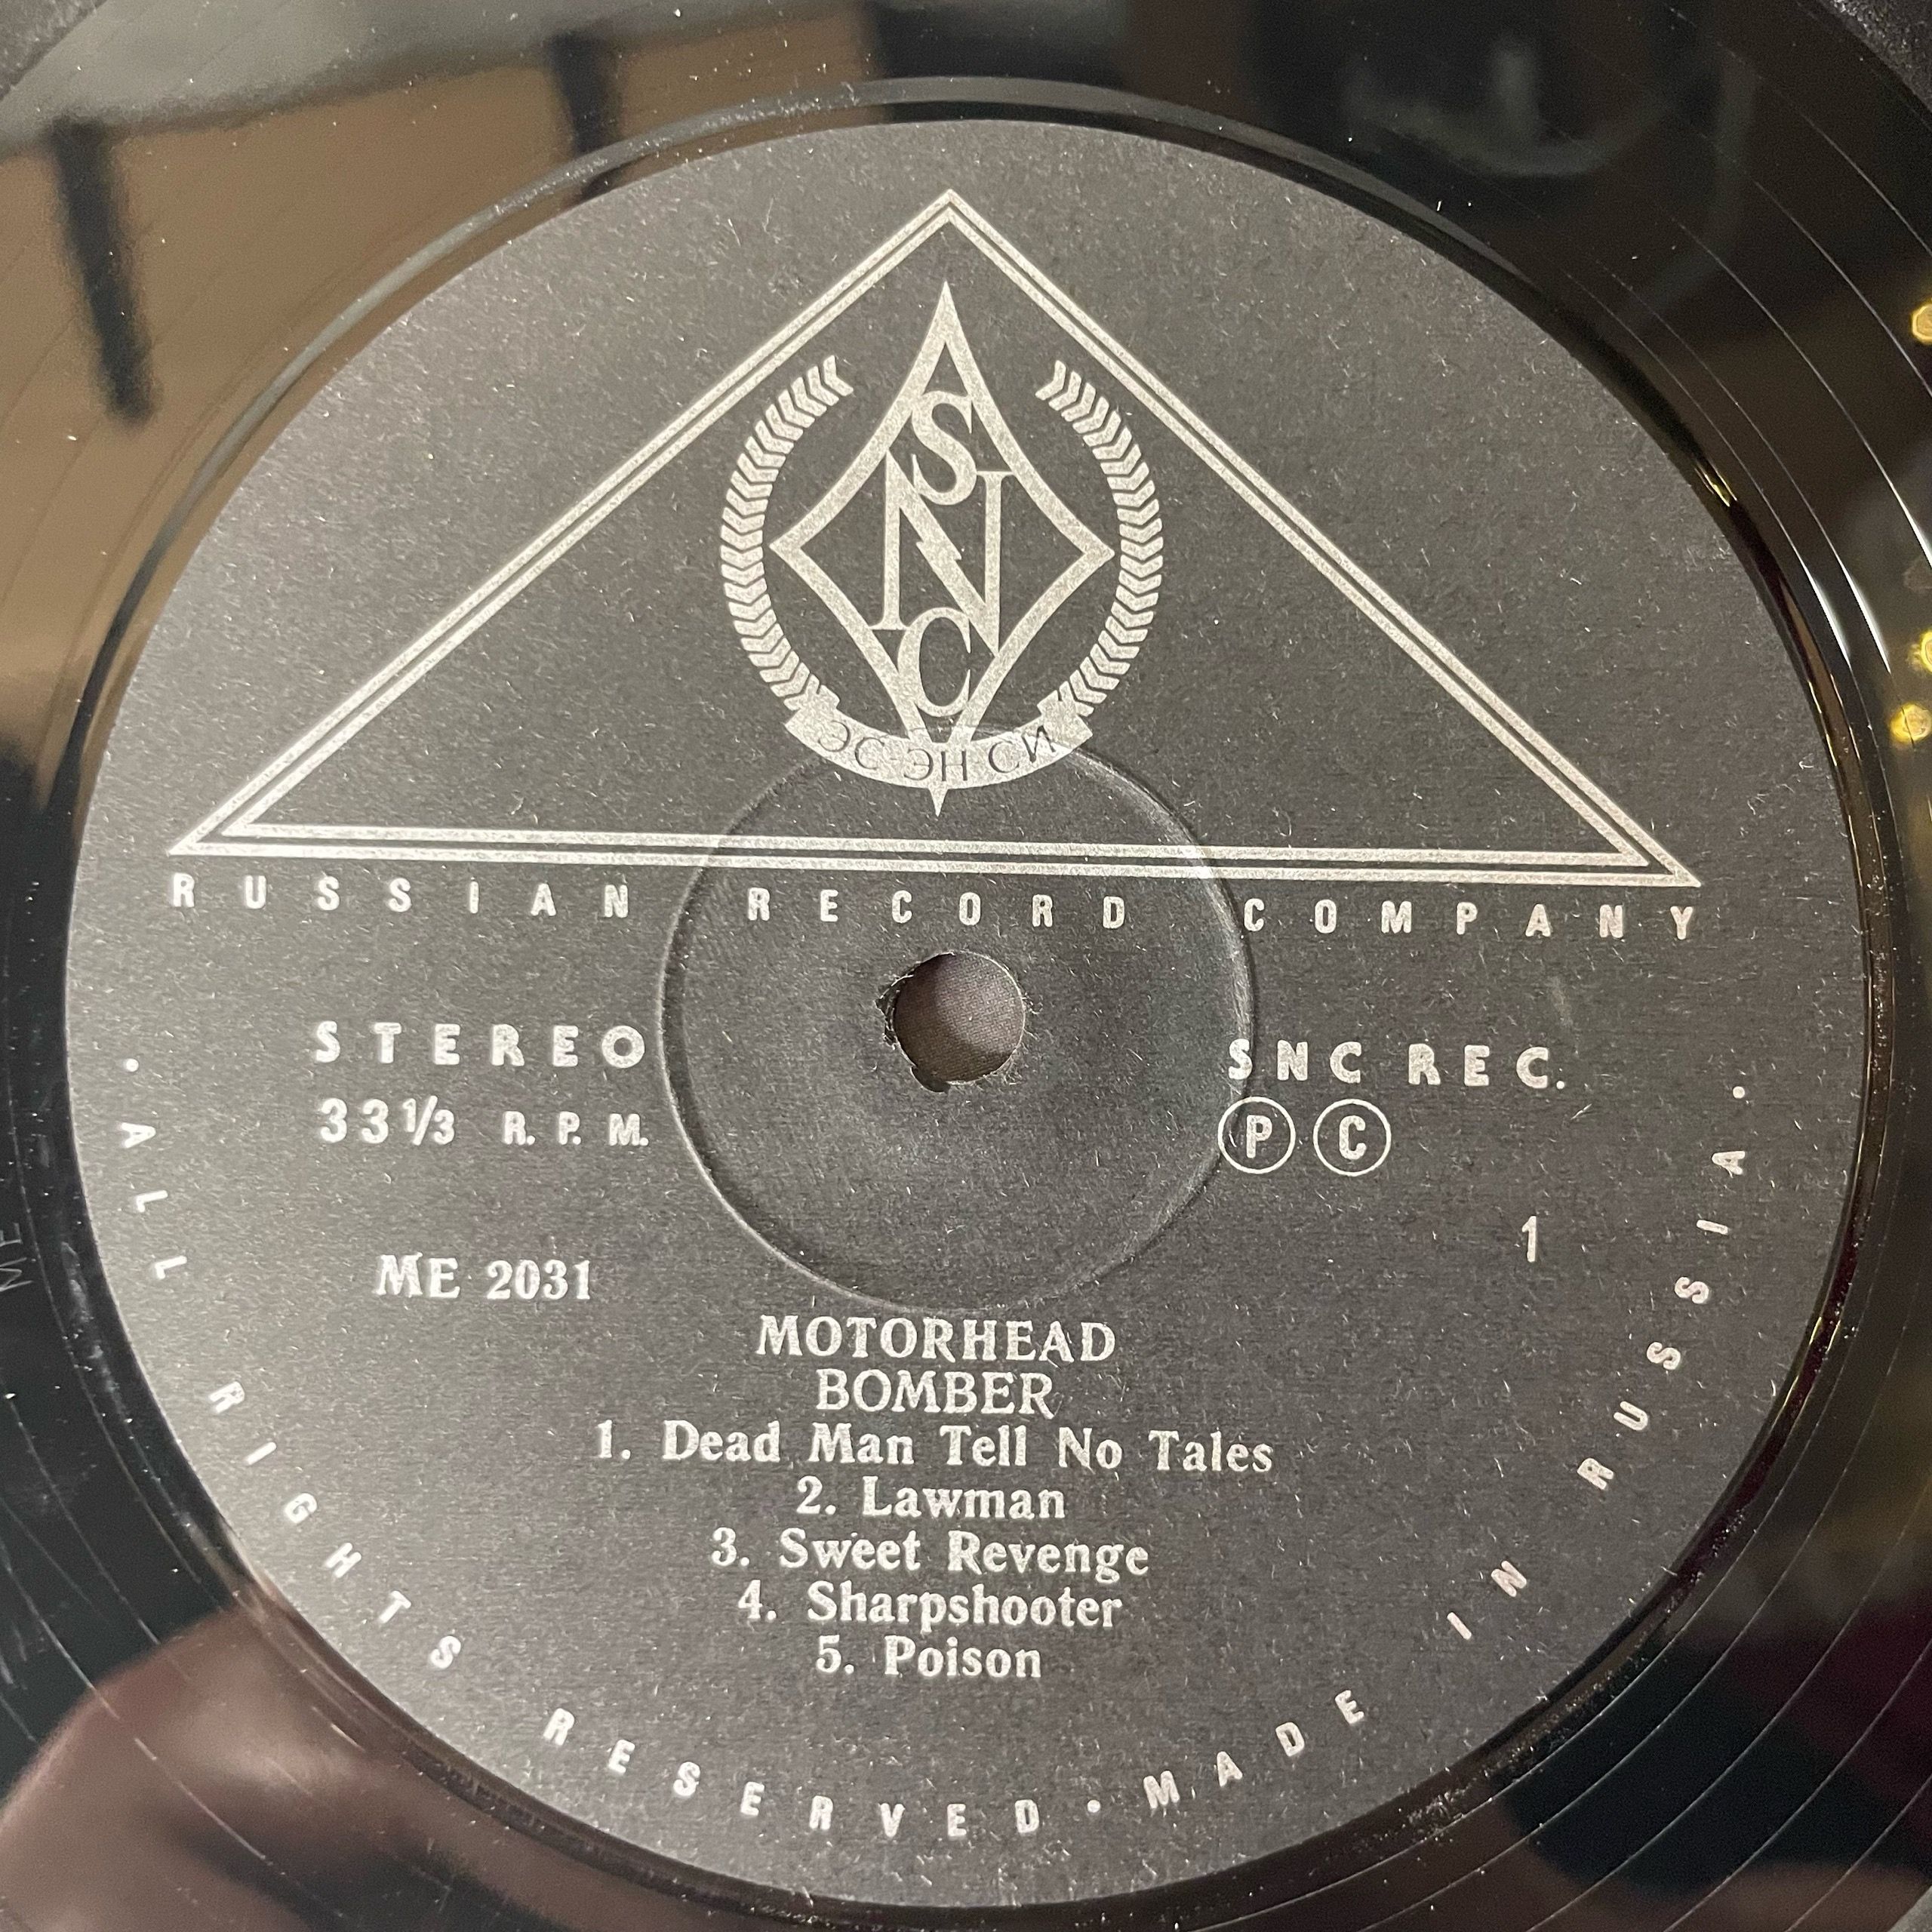 SNC
ЭС-ЭН СИ
RUSSIAN RECORD COMPANY
STEREO
33 1/3 R. P. M.
SNC REC.
Ⓟ Ⓒ
1
ME 2031
MOTORHEAD
BOMBER
1. Dead Man Tell No Tales
2. Lawman
3. Sweet Revenge
4. Sharpshooter
5. Poison
· ALL RIGHTS RESERVED · MADE IN RUSSIA ·
ME